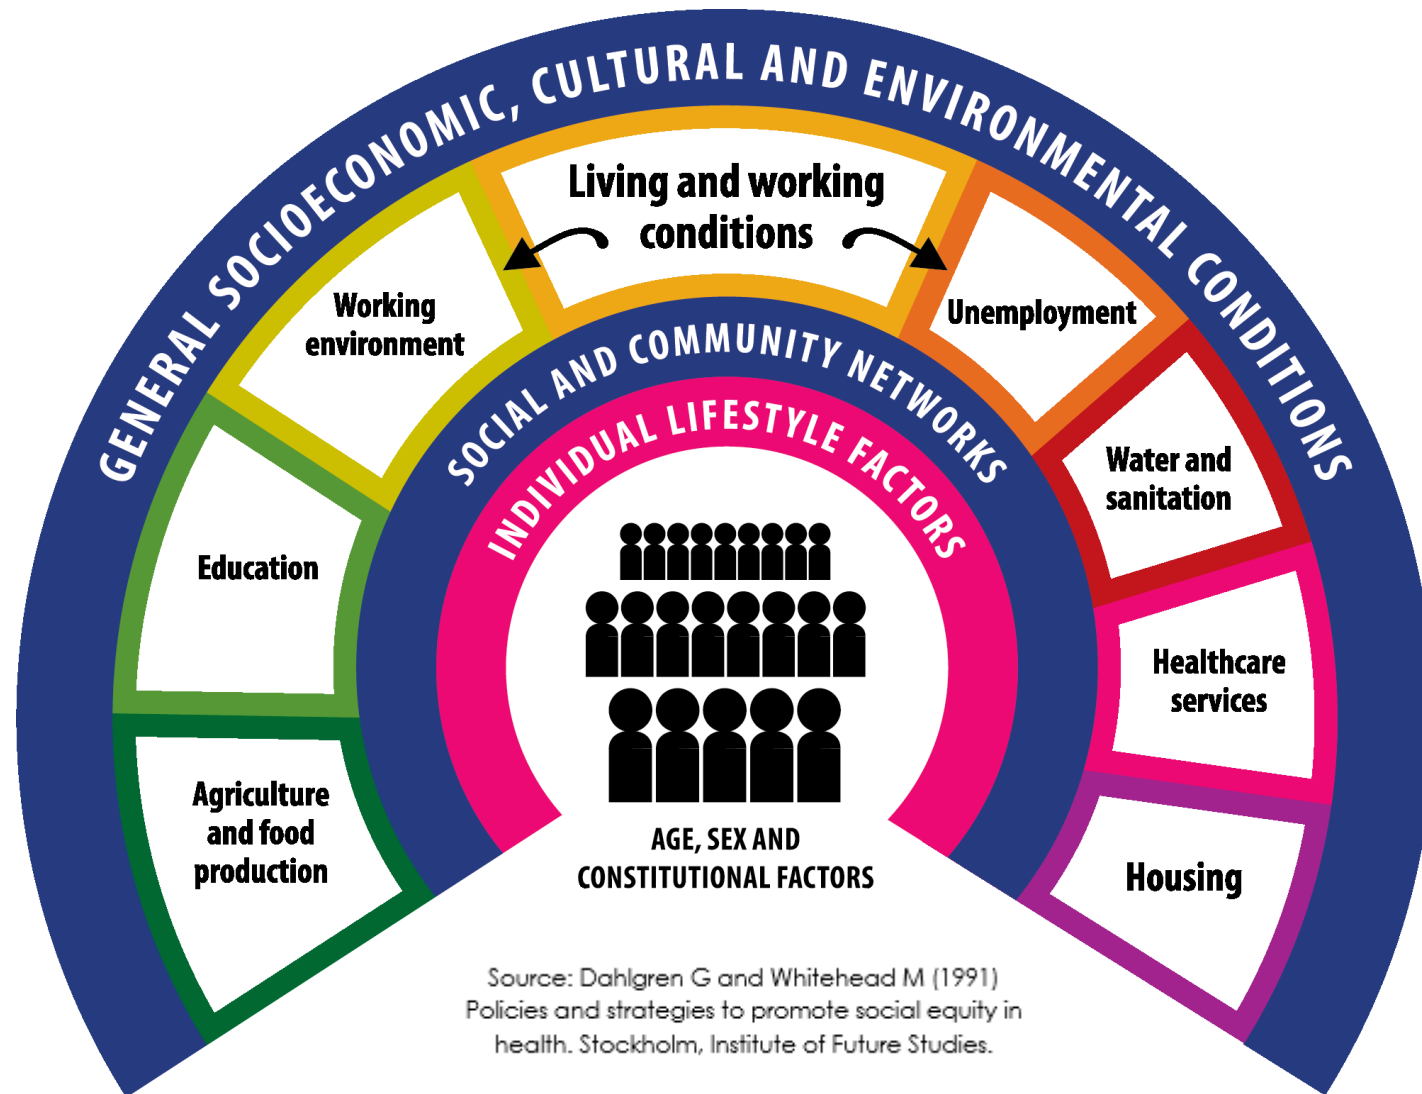 GENERAL SOCIOECONOMIC, CULTURAL AND ENVIRONMENTAL CONDITIONS
Living and working
conditions
Working
environment
Unemployment
SOCIAL AND COMMUNITY NETWORKS
INDIVIDUAL LIFESTYLE FACTORS
Water and
sanitation
Education
Healthcare
services
Agriculture
and food
production
Housing
AGE, SEX AND
CONSTITUTIONAL FACTORS
Source: Dahlgren G and Whitehead M (1991)
Policies and strategies to promote social equity in
health. Stockholm, Institute of Future Studies.